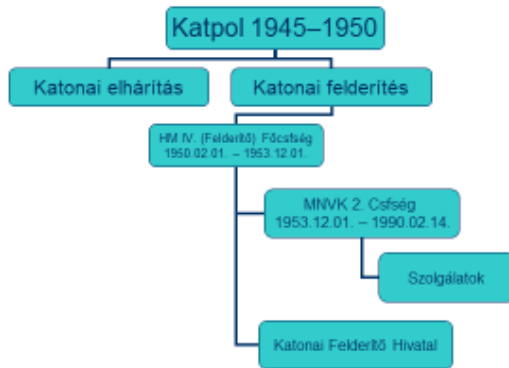 Katpol 1945–1950
Katonai elhárítás
Katonai felderítés
HM IV. (Felderítő) Főcsfség
1950.02.01. – 1953.12.01.
MNVK 2. Csfség
1953.12.01. – 1990.02.14.
Szolgálatok
Katonai Felderítő Hivatal